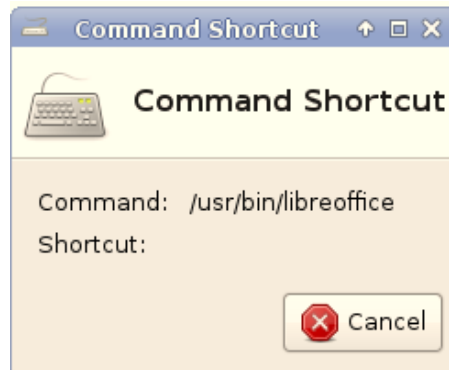 Command Shortcut
Command Shortcut
Command: /usr/bin/libreoffice
Shortcut:
Cancel